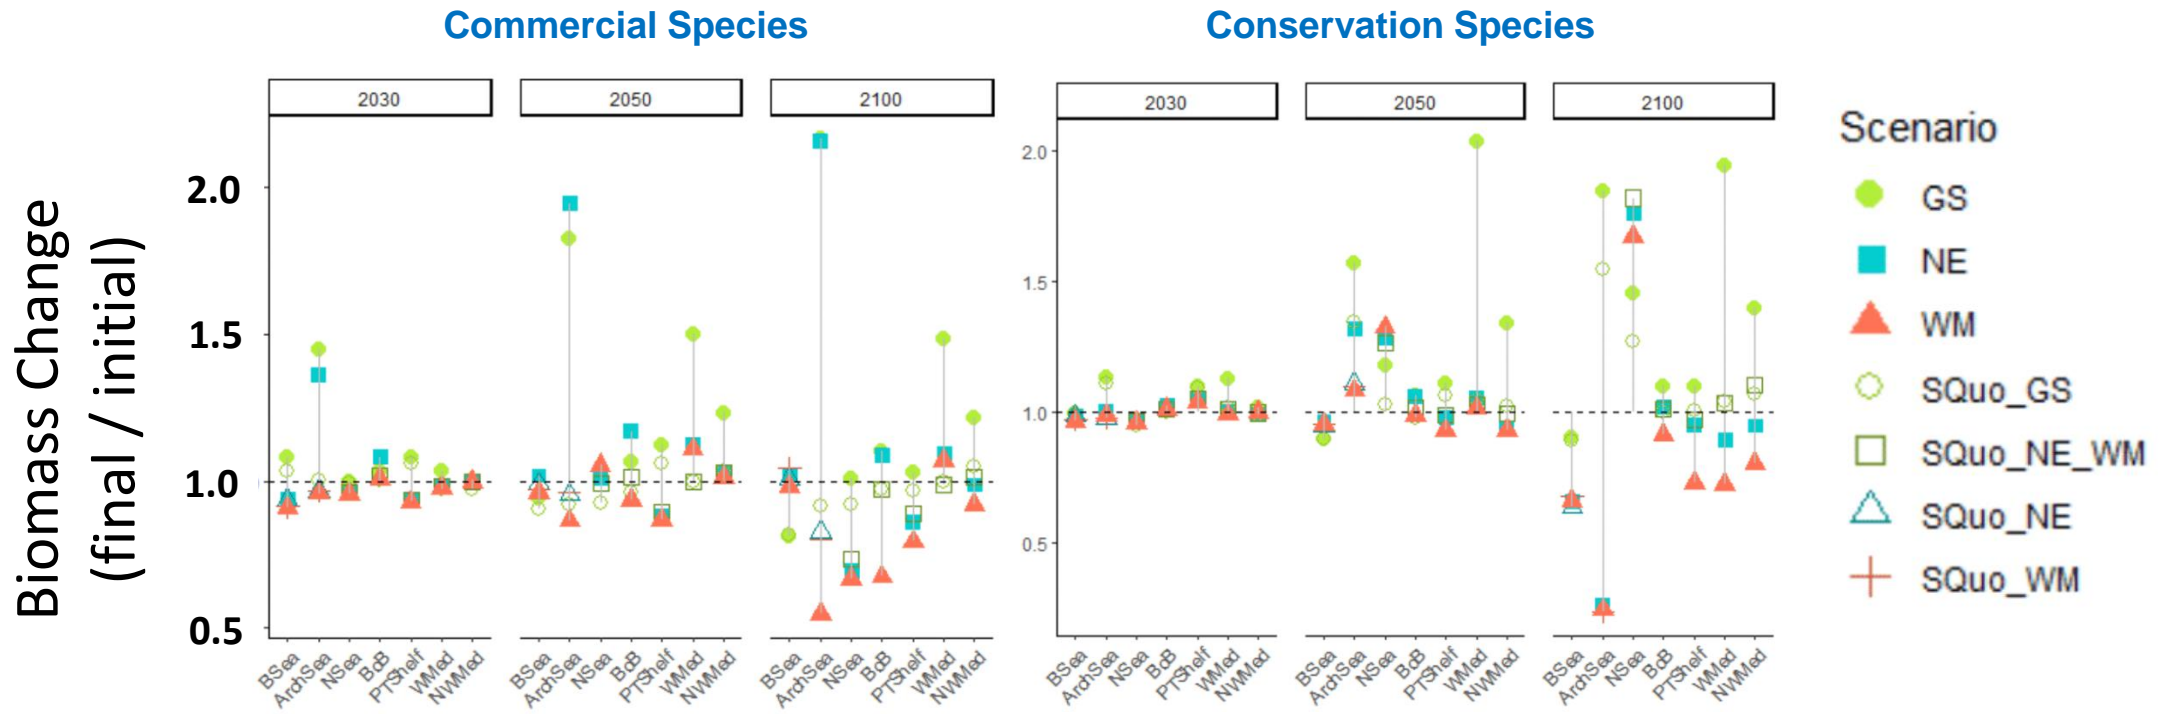 Commercial Species
Conservation Species
2030
2050
2100
2030
2050
2100
Biomass Change
(final / initial)
2.0
1.5
1.0
0.5
2.0
1.5
1.0
0.5
BSea
ArchSea
NSea
BoB
PTShelf
WMed
NWMed
BSea
ArchSea
NSea
BoB
PTShelf
WMed
NWMed
BSea
ArchSea
NSea
BoB
PTShelf
WMed
NWMed
BSea
ArchSea
NSea
BoB
PTShelf
WMed
NWMed
BSea
ArchSea
NSea
BoB
PTShelf
WMed
NWMed
BSea
ArchSea
NSea
BoB
PTShelf
WMed
NWMed
Scenario
GS
NE
WM
SQuo_GS
SQuo_NE_WM
SQuo_NE
SQuo_WM